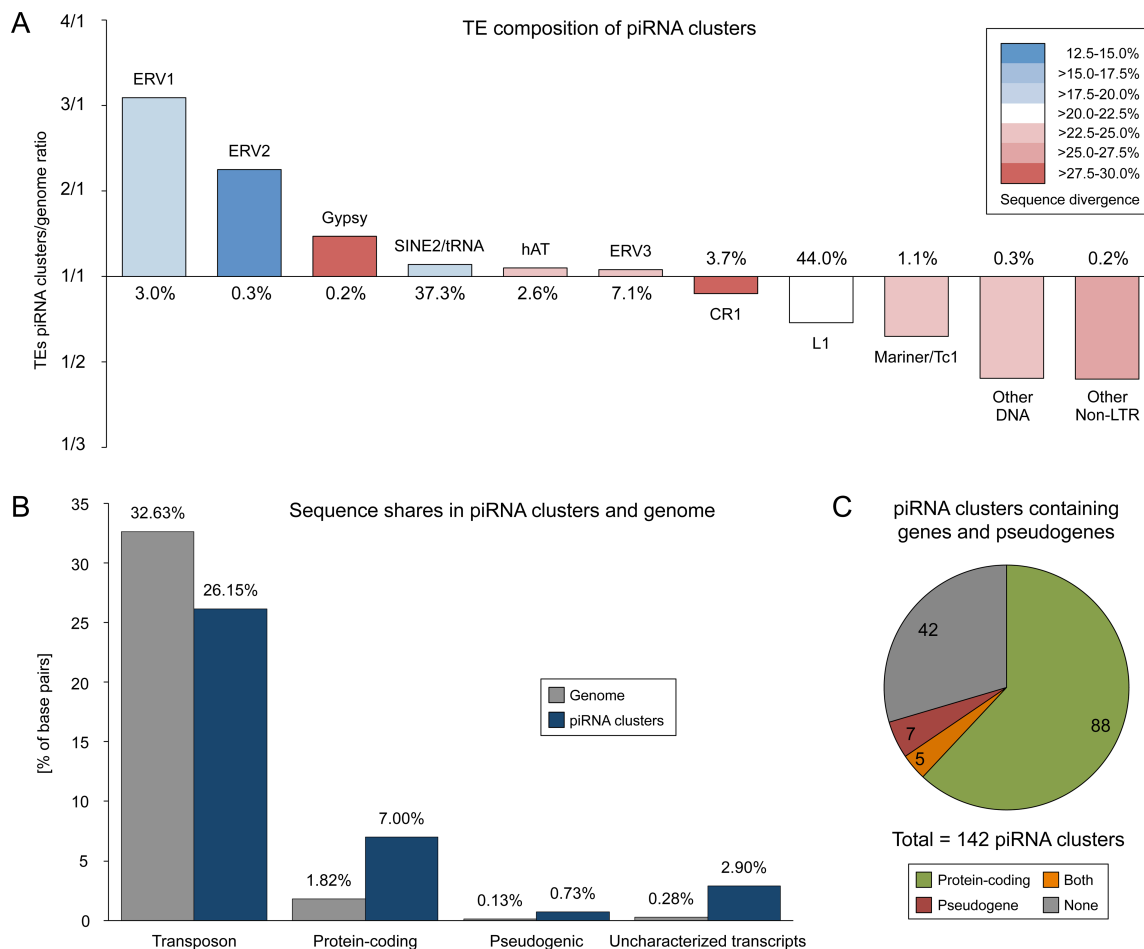 A
TE composition of piRNA clusters
TEs piRNA clusters/genome ratio
4/1
3/1
2/1
1/1
1/2
1/3
ERV1
ERV2
Gypsy
SINE2/tRNA
hAT
ERV3
3.7%
44.0%
1.1%
0.3%
0.2%
3.0%
0.3%
0.2%
37.3%
2.6%
7.1%
CR1
L1
Mariner/Tc1
Other
DNA
Other
Non-LTR
12.5-15.0%
>15.0-17.5%
>17.5-20.0%
>20.0-22.5%
>22.5-25.0%
>25.0-27.5%
>27.5-30.0%
Sequence divergence
B
Sequence shares in piRNA clusters and genome
[% of base pairs]
35
30
25
20
15
10
5
0
32.63%
26.15%
1.82%
7.00%
0.13%
0.73%
0.28%
2.90%
Genome
piRNA clusters
Transposon
Protein-coding
Pseudogenic
Uncharacterized transcripts
C
piRNA clusters containing
genes and pseudogenes
42
7
5
88
Total = 142 piRNA clusters
Protein-coding
Both
Pseudogene
None